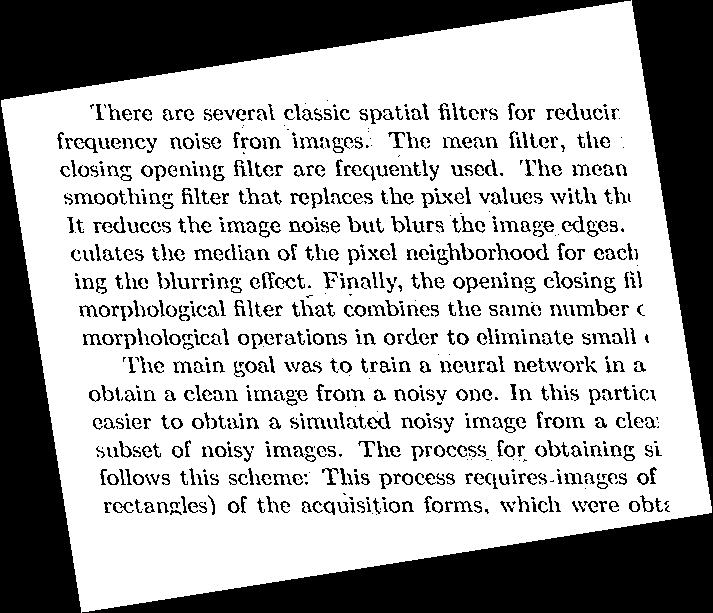 There are several classic spatial filters for reducin
frequency noise from images. The mean filter, the
closing opening filter are frequently used. The mean
smoothing filter that replaces the pixel values with the
It reduces the image noise but blurs the image edges.
culates the median of the pixel neighborhood for each
ing the blurring effect. Finally, the opening closing fil
morphological filter that combines the same number o
morphological operations in order to eliminate small
The main goal was to train a neural network in a
obtain a clean image from a noisy one. In this particu
easier to obtain a simulated noisy image from a clea
subset of noisy images. The process for obtaining si
follows this scheme: This process requires images of
rectangles) of the acquisition forms, which were obta